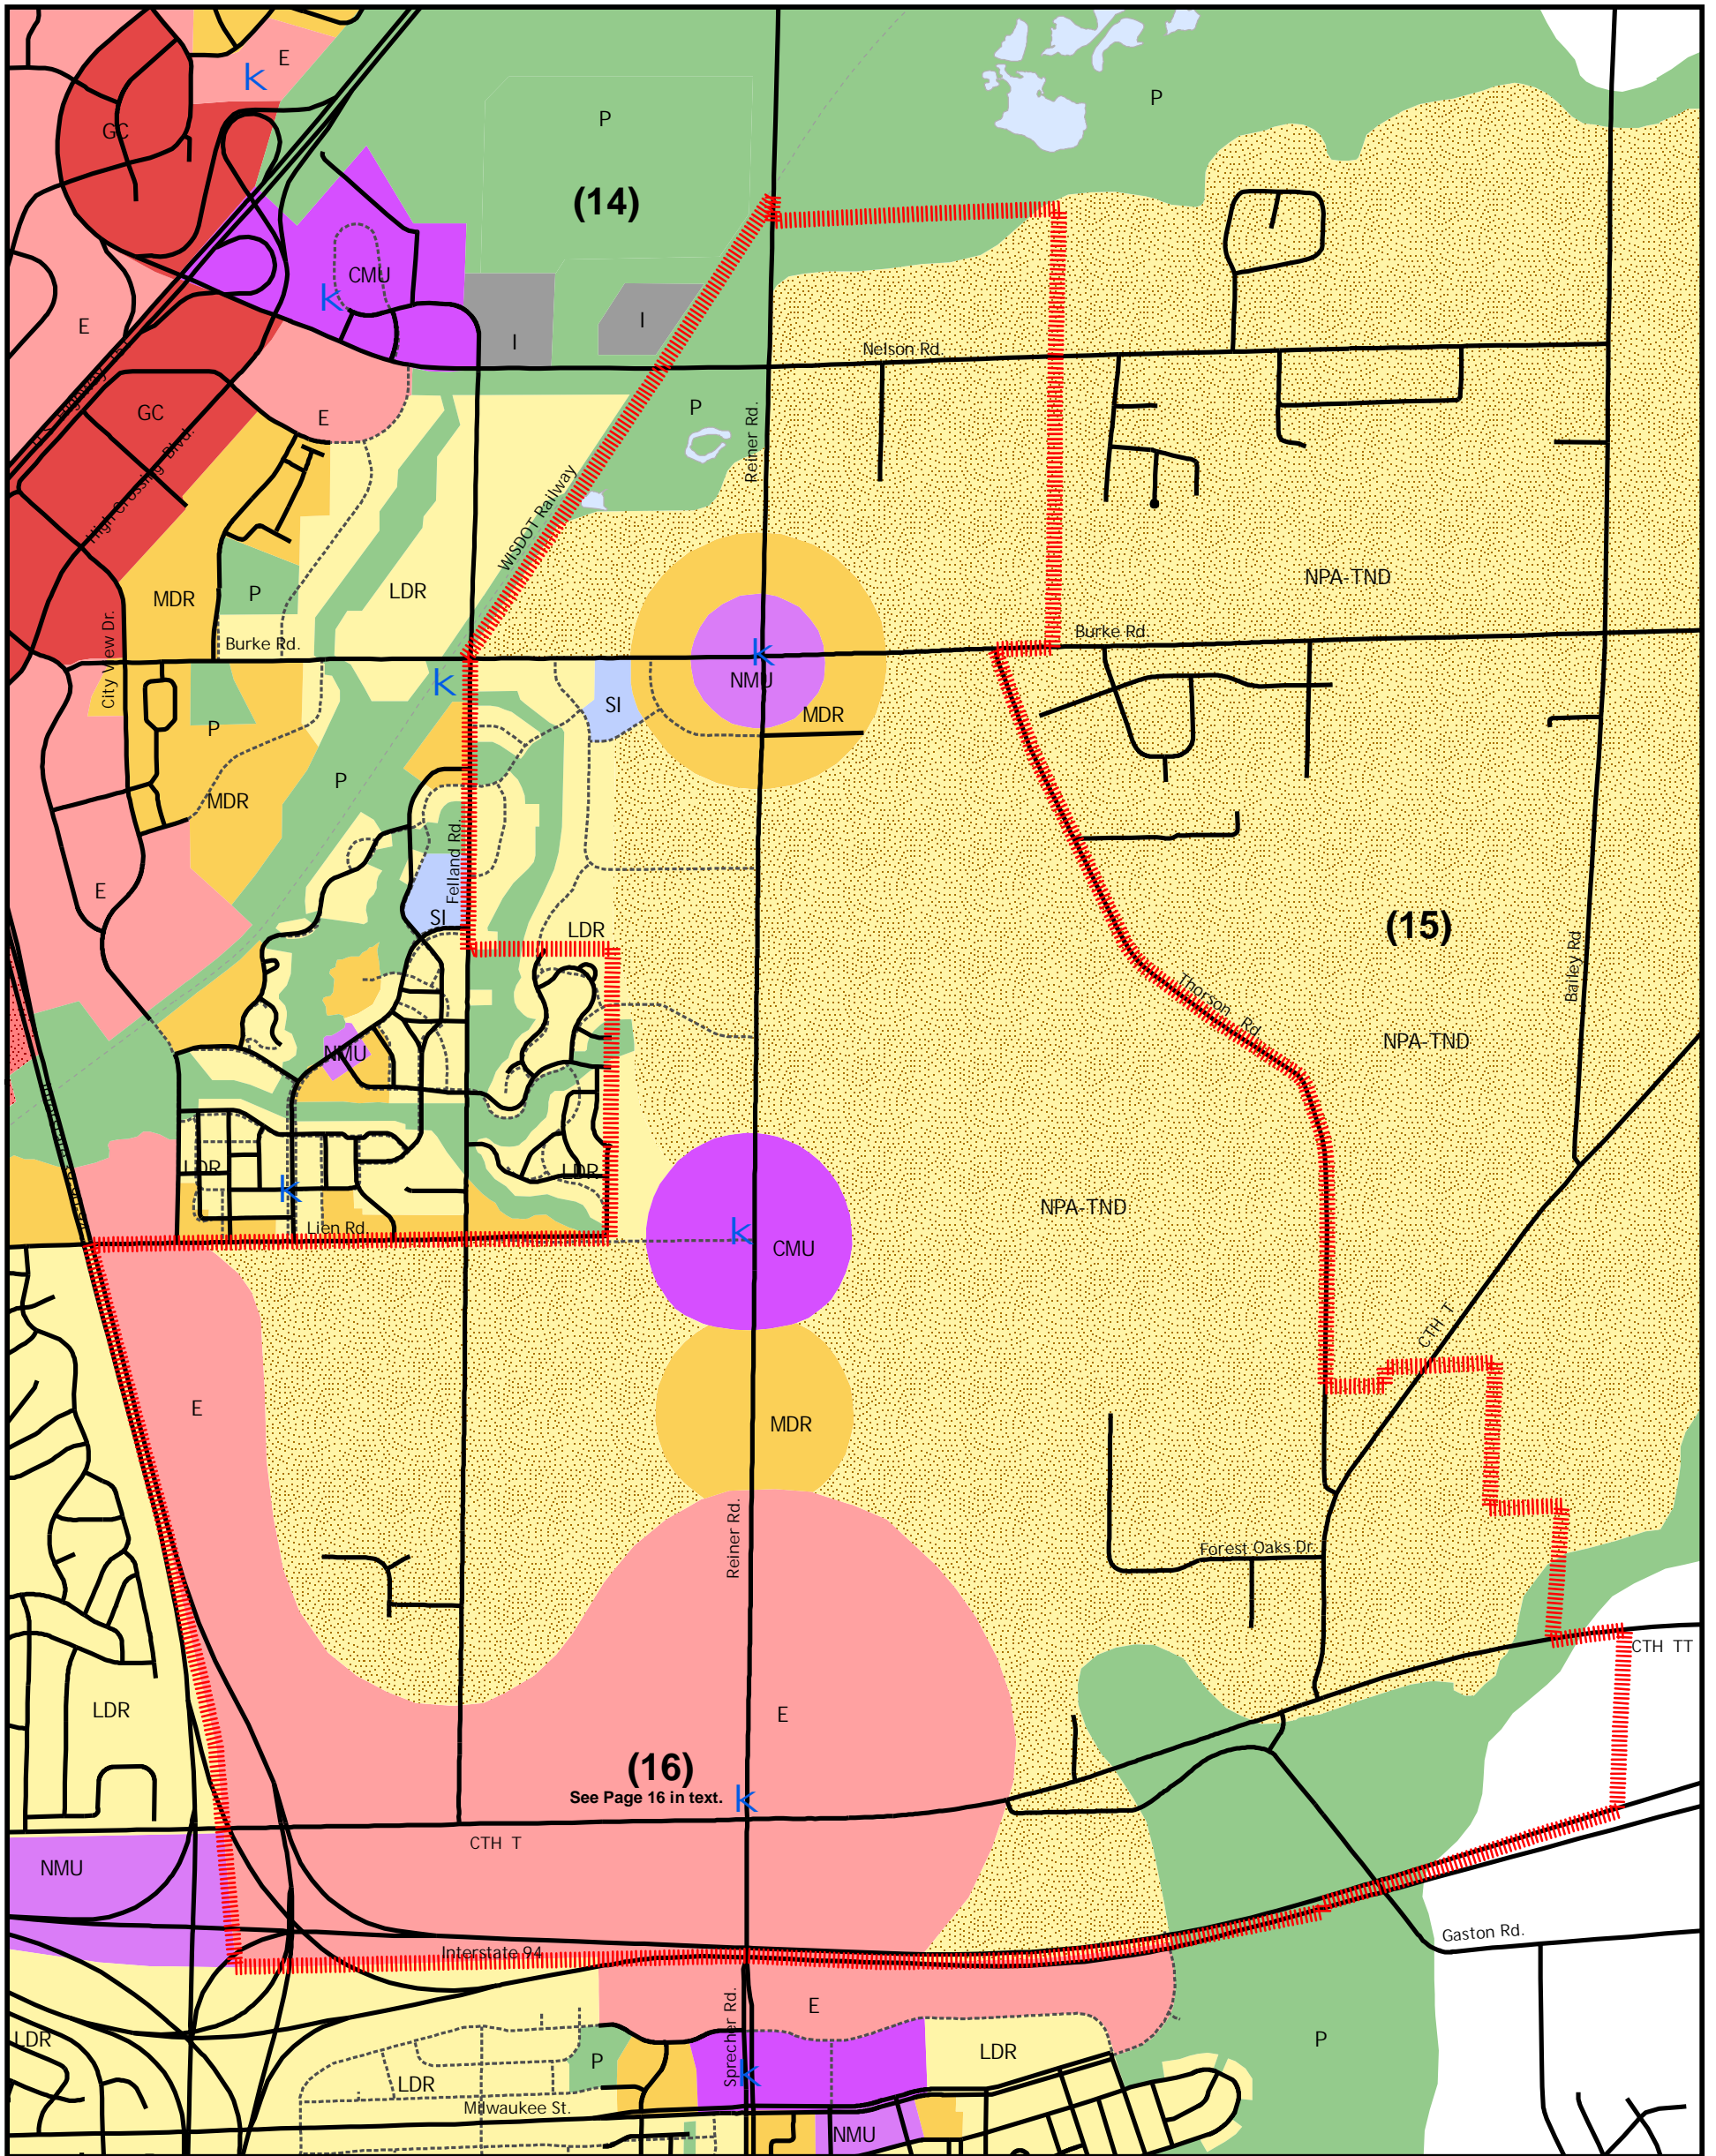 E
k
GC
P
P
(14)
CMU
k
E
I
I
Nelson Rd.
GC
E
P
Reiner Rd.
High Crossing Blvd.
WISDOT Railway
MDR
P
LDR
NPA-TND
City View Dr.
Burke Rd.
Burke Rd.
k
k
NMU
SI
MDR
P
P
MDR
Felland Rd.
E
SI
LDR
(15)
Bailey Rd
Thorson Rd
NPA-TND
NMU
LDR
LDR
k
NPA-TND
Lien Rd.
k
CMU
CTH T
E
MDR
Reiner Rd.
Forest Oaks Dr.
CTH TT
LDR
E
(16)
See Page 16 in text.
k
CTH T
NMU
Gaston Rd.
Interstate 94
Sprecher Rd.
E
LDR
P
P
LDR
LDR
k
Milwaukee St.
NMU